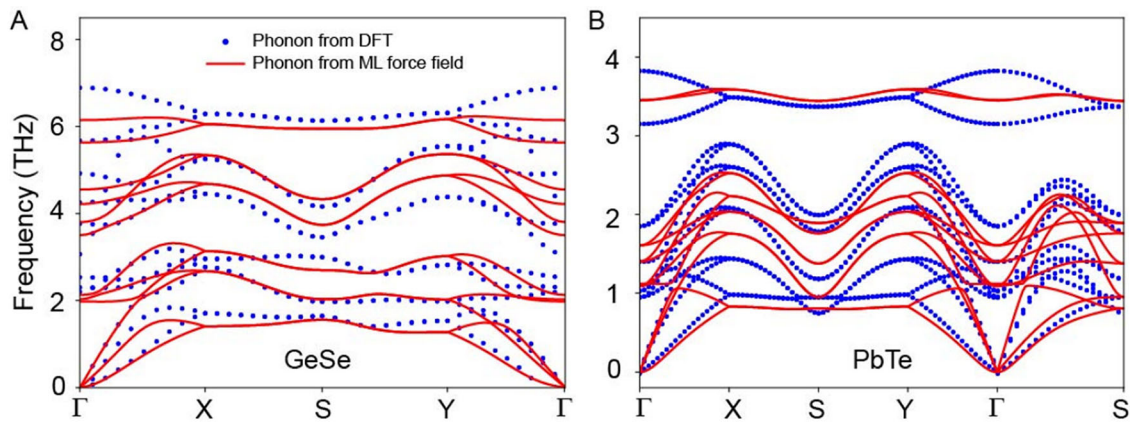 A
B
8
6
4
2
0
Frequency (THz)
Phonon from DFT
Phonon from ML force field
GeSe
Γ X S Y Γ
4
3
2
1
0
PbTe
Γ X S Y Γ S